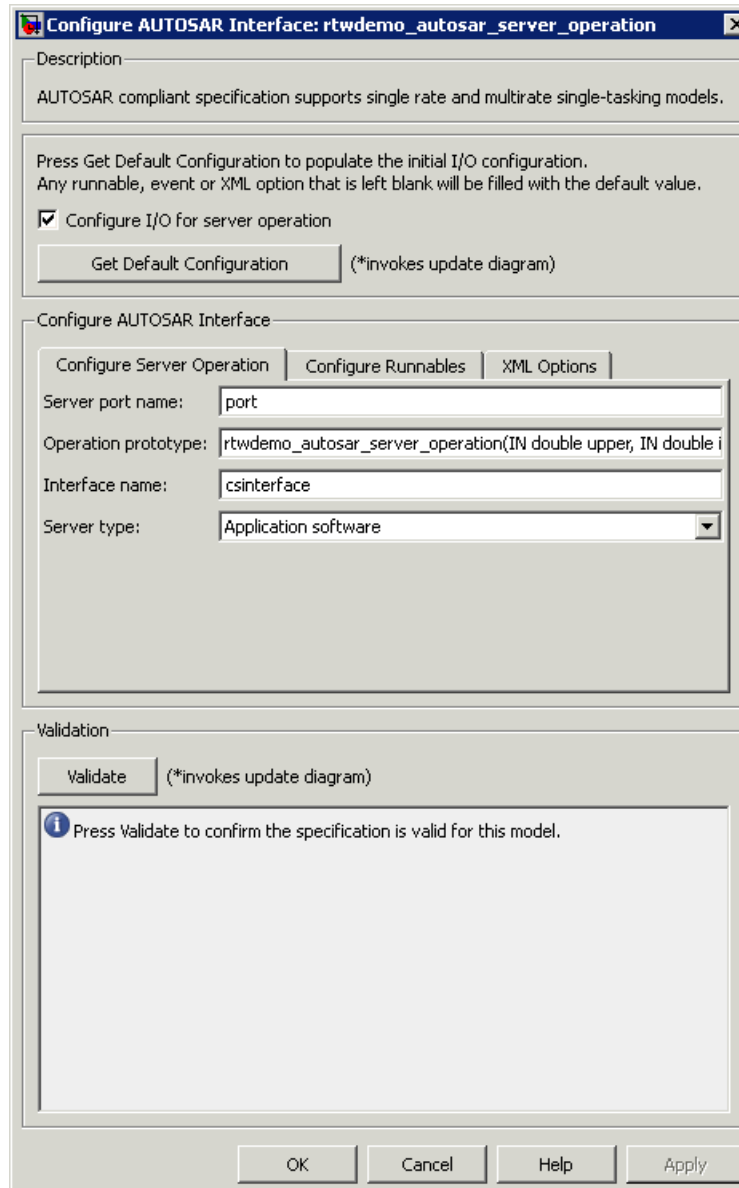 Configure AUTOSAR Interface: rtwdemo_autosar_server_operation
Description
AUTOSAR compliant specification supports single rate and multirate single-tasking models.
Press Get Default Configuration to populate the initial I/O configuration.
Any runnable, event or XML option that is left blank will be filled with the default value.
Configure I/O for server operation
Get Default Configuration (*invokes update diagram)
Configure AUTOSAR Interface
Configure Server Operation Configure Runnables XML Options
Server port name: port
Operation prototype: rtwdemo_autosar_server_operation(IN double upper, IN double i
Interface name: csinterface
Server type: Application software
Validation
Validate (*invokes update diagram)
Press Validate to confirm the specification is valid for this model.
OK Cancel Help Apply